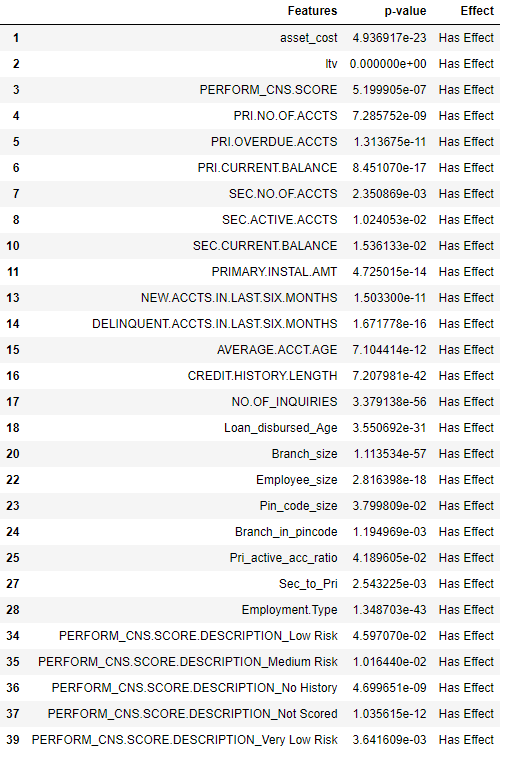 Features p-value Effect
1 asset_cost 4.936917e-23 Has Effect
2 ltv 0.000000e+00 Has Effect
3 PERFORM_CNS.SCORE 5.199905e-07 Has Effect
4 PRI.NO.OF.ACCTS 7.285752e-09 Has Effect
5 PRI.OVERDUE.ACCTS 1.313675e-11 Has Effect
6 PRI.CURRENT.BALANCE 8.451070e-17 Has Effect
7 SEC.NO.OF.ACCTS 2.350869e-03 Has Effect
8 SEC.ACTIVE.ACCTS 1.024053e-02 Has Effect
10 SEC.CURRENT.BALANCE 1.536133e-02 Has Effect
11 PRIMARY.INSTAL.AMT 4.725015e-14 Has Effect
13 NEW.ACCTS.IN.LAST.SIX.MONTHS 1.503300e-11 Has Effect
14 DELINQUENT.ACCTS.IN.LAST.SIX.MONTHS 1.671778e-16 Has Effect
15 AVERAGE.ACCT.AGE 7.104414e-12 Has Effect
16 CREDIT.HISTORY.LENGTH 7.207981e-42 Has Effect
17 NO.OF_INQUIRIES 3.379138e-56 Has Effect
18 Loan_disbursed_Age 3.550692e-31 Has Effect
20 Branch_size 1.113534e-57 Has Effect
22 Employee_size 2.816398e-18 Has Effect
23 Pin_code_size 3.799809e-02 Has Effect
24 Branch_in_pincode 1.194969e-03 Has Effect
25 Pri_active_acc_ratio 4.189605e-02 Has Effect
27 Sec_to_Pri 2.543225e-03 Has Effect
28 Employment.Type 1.348703e-43 Has Effect
34 PERFORM_CNS.SCORE.DESCRIPTION_Low Risk 4.597070e-02 Has Effect
35 PERFORM_CNS.SCORE.DESCRIPTION_Medium Risk 1.016440e-02 Has Effect
36 PERFORM_CNS.SCORE.DESCRIPTION_No History 4.699651e-09 Has Effect
37 PERFORM_CNS.SCORE.DESCRIPTION_Not Scored 1.035615e-12 Has Effect
39 PERFORM_CNS.SCORE.DESCRIPTION_Very Low Risk 3.641609e-03 Has Effect